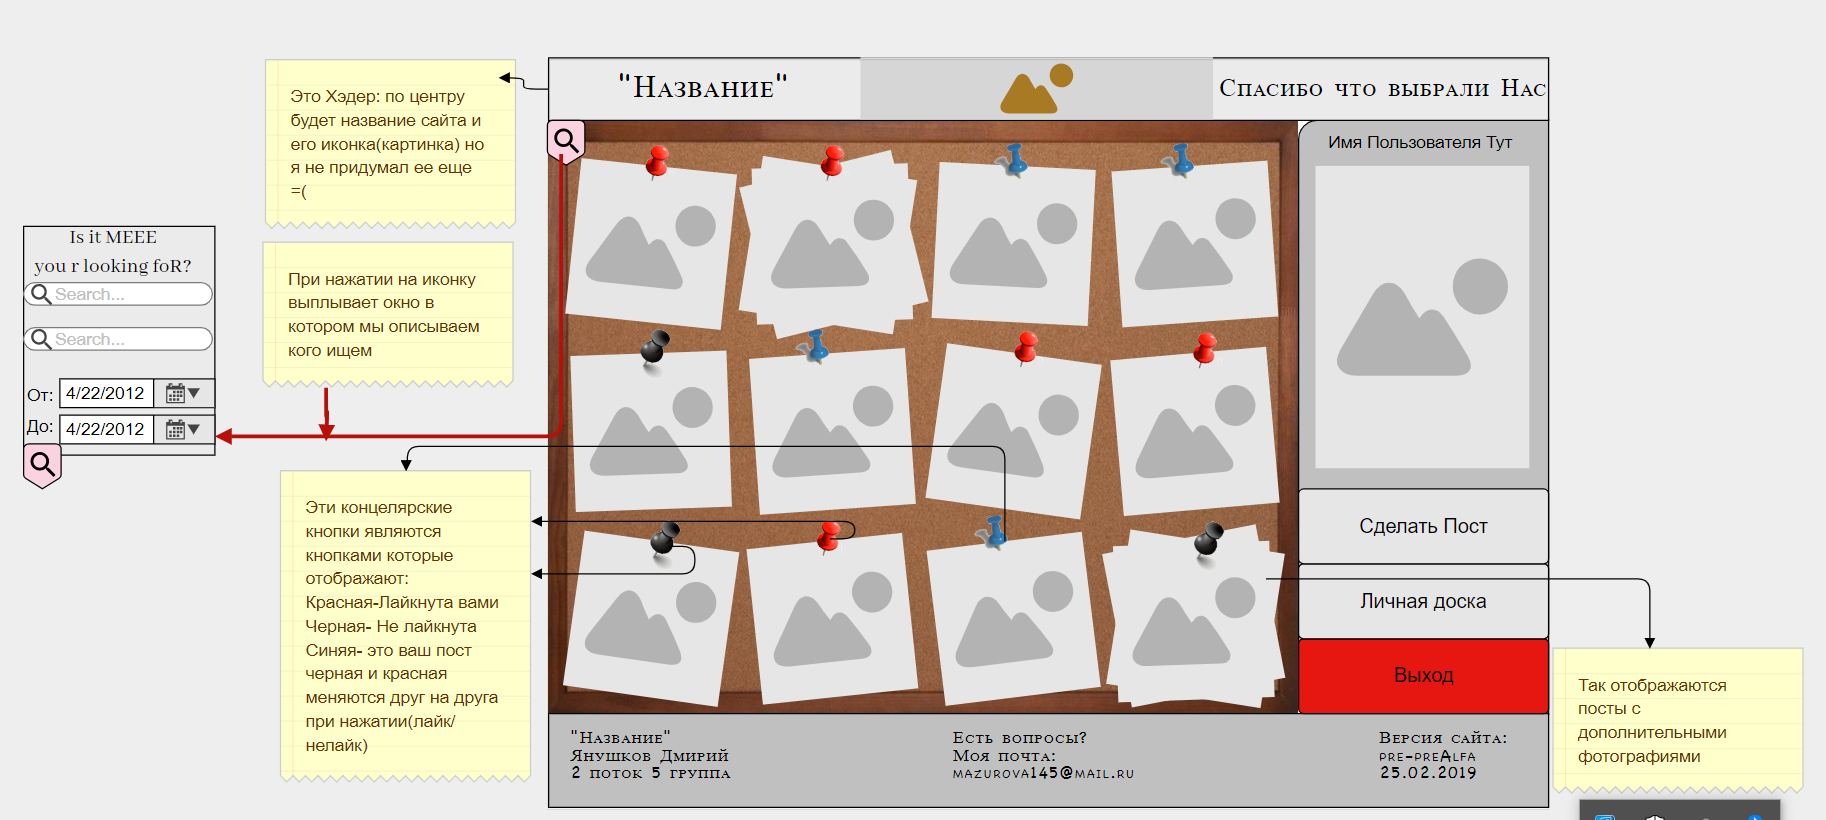 "Название"
Спасибо что выбрали Нас
Это Хэдер: по центру
будет название сайта и
его иконка(картинка) но
я не придумал ее еще
=(
Имя Пользователя Тут
Is it MEEE
you r looking foR?
Search...
Search...
От: 4/22/2012
До: 4/22/2012
При нажатии на иконку
выплывает окно в
котором мы описываем
кого ищем
Эти концелярские
кнопки являются
кнопками которые
отображают:
Красная-Лайкнута вами
Черная- Не лайкнута
Синяя- это ваш пост
черная и красная
меняются друг на друга
при нажатии(лайк/
нелайк)
Сделать Пост
Личная доска
Выход
Так отображаются
посты с
дополнительными
фотографиями
"Название"
Янушков Дмирий
2 поток 5 группа
Есть вопросы?
Моя почта:
mazurova145@mail.ru
Версия сайта:
pre-preAlfa
25.02.2019